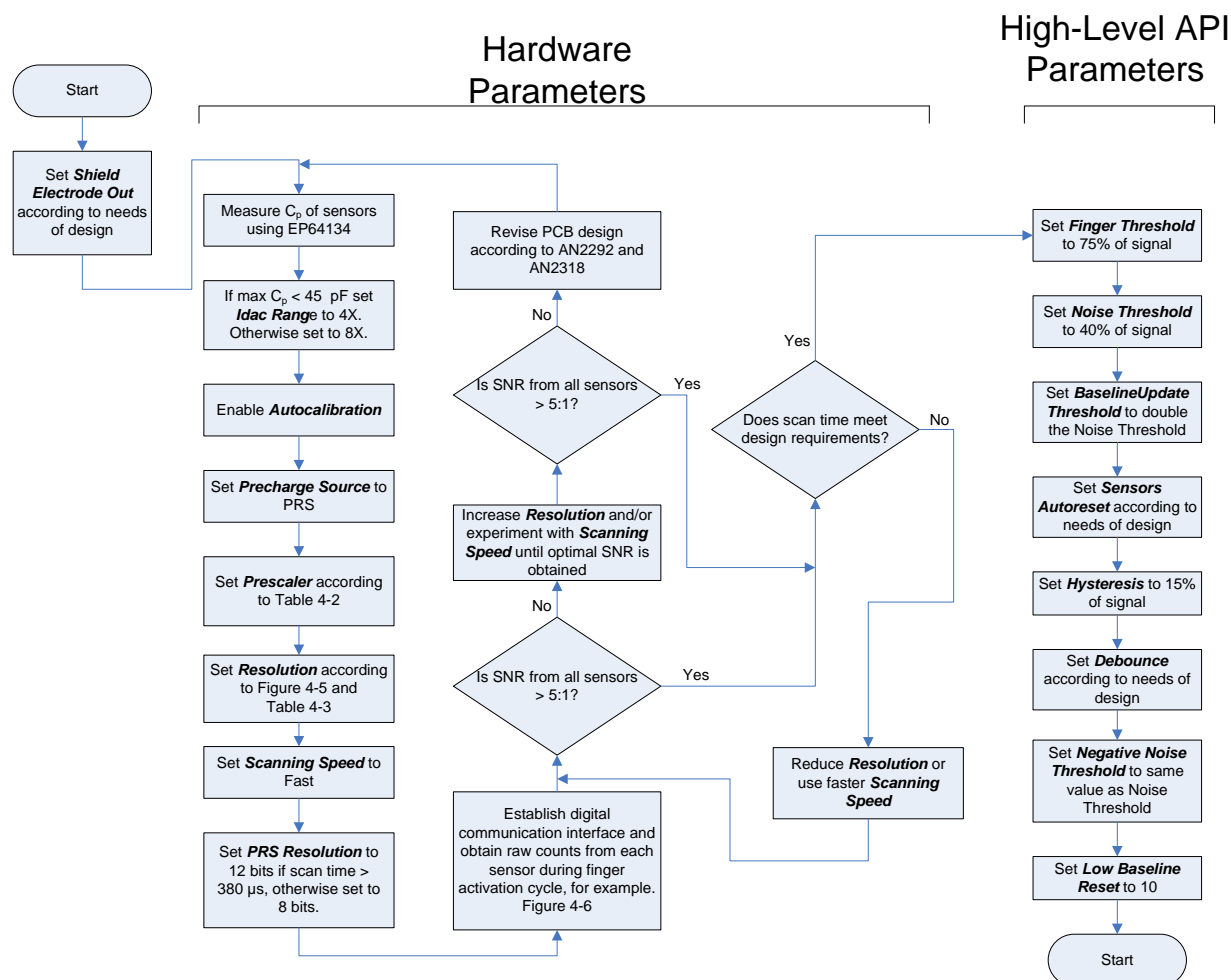 Hardware
Parameters
High-Level API
Parameters
Start
Set Shield
Electrode Out
according to needs
of design
Measure Cp of sensors
using EP64134
If max Cp < 45 pF set
Idac Range to 4X.
Otherwise set to 8X.
Enable Autocalibration
Set Precharge Source to
PRS
Set Prescaler according
to Table 4-2
Set Resolution according
to Figure 4-5 and
Table 4-3
Set Scanning Speed to
Fast
Set PRS Resolution to
12 bits if scan time >
380 µs, otherwise set to
8 bits.
Revise PCB design
according to AN2292 and
AN2318
No
Is SNR from all sensors
> 5:1?
Yes
Increase Resolution and/or
experiment with Scanning
Speed until optimal SNR is
obtained
No
Is SNR from all sensors
> 5:1?
Yes
Establish digital
communication interface and
obtain raw counts from each
sensor during finger
activation cycle, for example.
Figure 4-6
Yes
Does scan time meet
design requirements?
No
Reduce Resolution or
use faster Scanning
Speed
Set Finger Threshold
to 75% of signal
Set Noise Threshold
to 40% of signal
Set BaselineUpdate
Threshold to double
the Noise Threshold
Set Sensors
Autoreset according to
needs of design
Set Hysteresis to 15%
of signal
Set Debounce
according to needs of
design
Set Negative Noise
Threshold to same
value as Noise
Threshold
Set Low Baseline
Reset to 10
Start